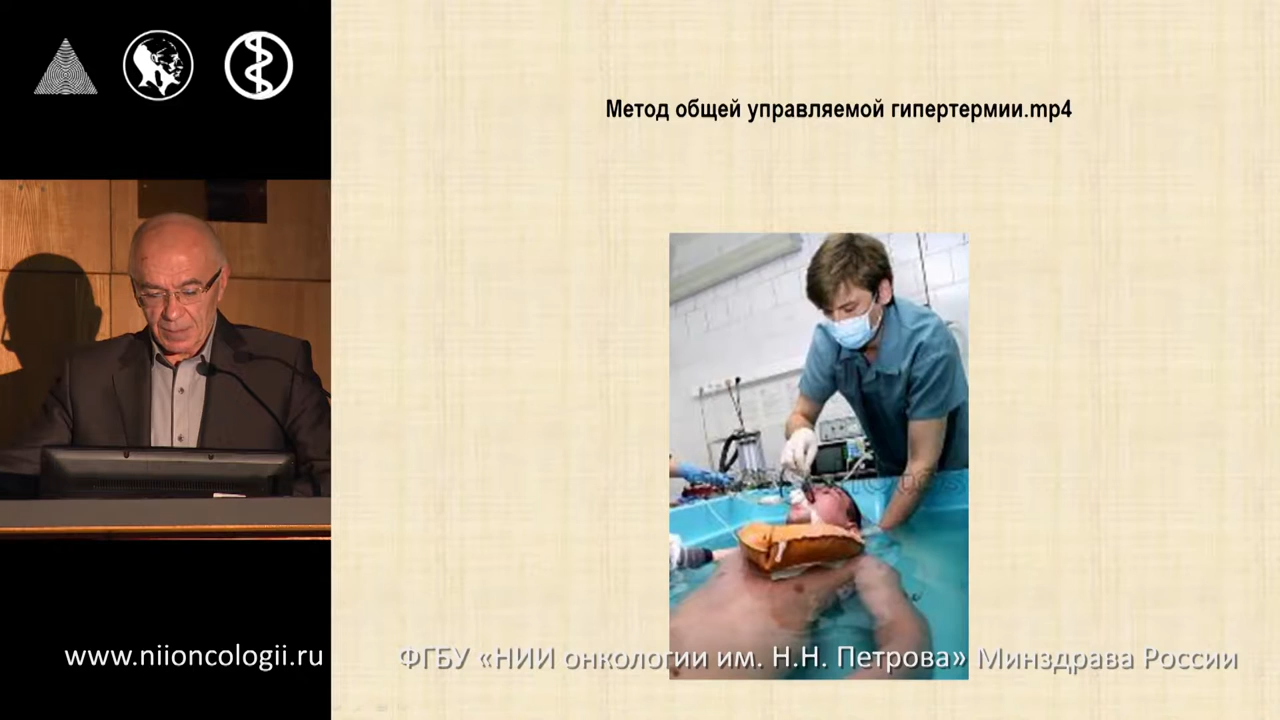 Метод общей управляемой гипертермии.mp4
www.niioncologii.ru
ФГБУ «НИИ онкологии им. Н.Н. Петрова» Минздрава России